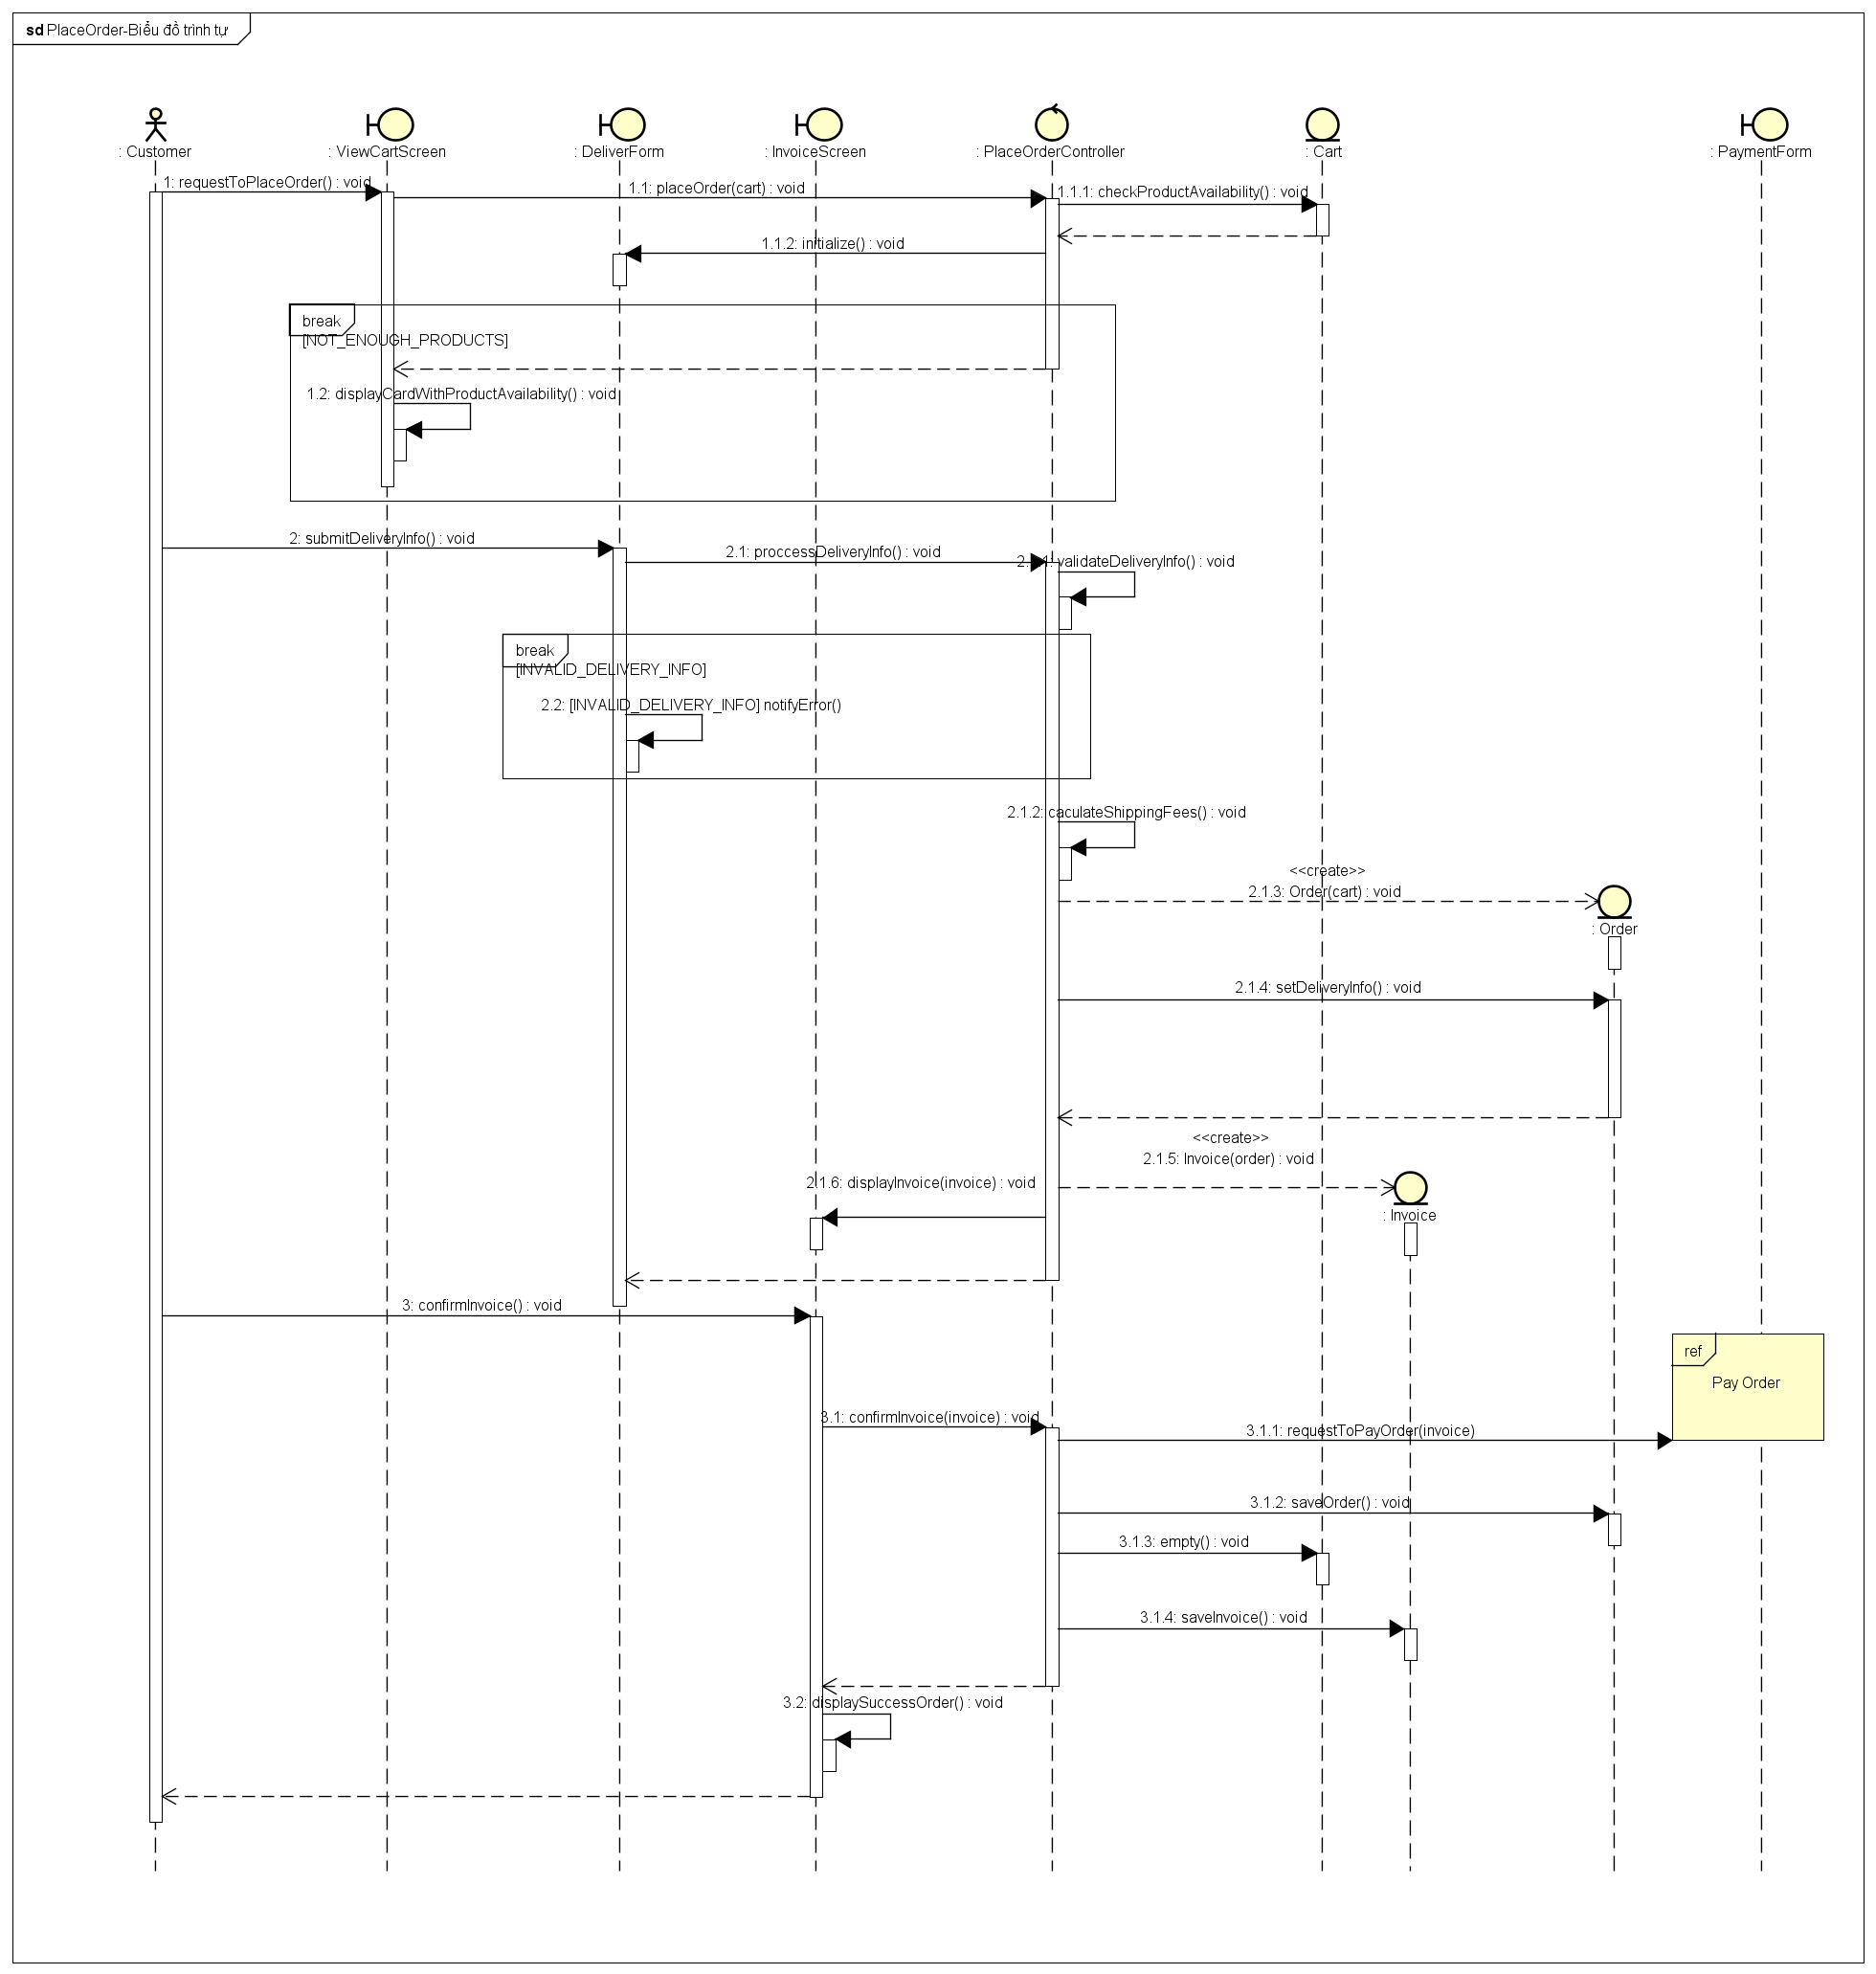 sd PlaceOrder-Biểu đồ trình tự
: Customer
: ViewCartScreen
: DeliverForm
: InvoiceScreen
: PlaceOrderController
: Cart
: PaymentForm
1: requestToPlaceOrder() : void
1.1: placeOrder(cart) : void
1.1.1: checkProductAvailability() : void
1.1.2: initialize() : void
break
[NOT_ENOUGH_PRODUCTS]
1.2: displayCardWithProductAvailability() : void
2: submitDeliveryInfo() : void
2.1: proccessDeliveryInfo() : void
2.1.1: validateDeliveryInfo() : void
break
[INVALID_DELIVERY_INFO]
2.2: [INVALID_DELIVERY_INFO] notifyError()
2.1.2: caculateShippingFees() : void
<<create>>
2.1.3: Order(cart) : void
: Order
2.1.4: setDeliveryInfo() : void
<<create>>
2.1.5: Invoice(order) : void
2.1.6: displayInvoice(invoice) : void
: Invoice
3: confirmInvoice() : void
ref
Pay Order
3.1: confirmInvoice(invoice) : void
3.1.1: requestToPayOrder(invoice)
3.1.2: saveOrder() : void
3.1.3: empty() : void
3.1.4: saveInvoice() : void
3.2: displaySuccessOrder() : void